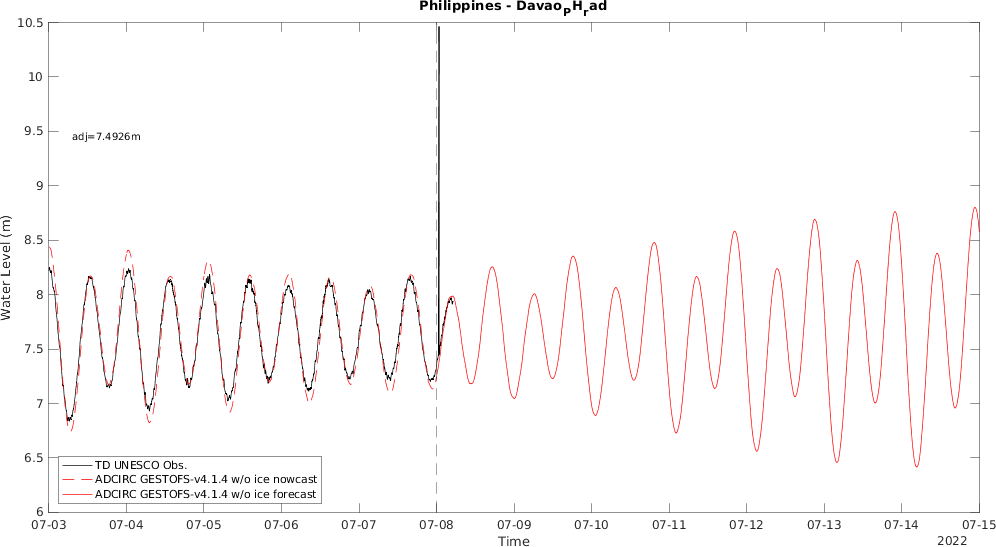 Philippines - DavaoPHrad
10.5
10
9.5
9
8.5
8
7.5
7
6.5
6
Water Level (m)
adj=7.4926m
TD UNESCO Obs.
ADCIRC GESTOFS-v4.1.4 w/o ice nowcast
ADCIRC GESTOFS-v4.1.4 w/o ice forecast
07-03 07-04 07-05 07-06 07-07 07-08 07-09 07-10 07-11 07-12 07-13 07-14 07-15
Time
2022